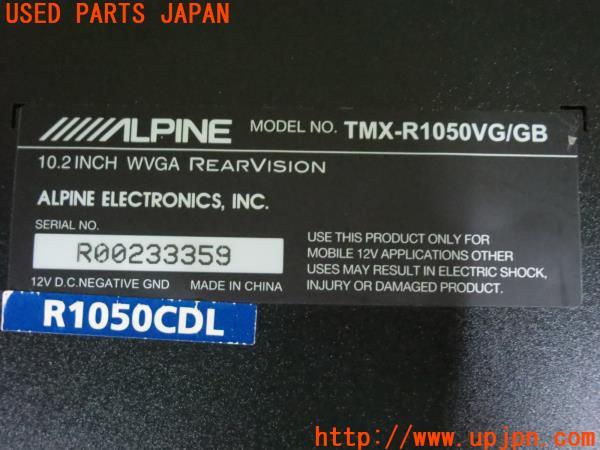 USED PARTS JAPAN
ALPINE MODEL NO. TMX-R1050VG/GB
10.2 INCH WVGA REARVISION
ALPINE ELECTRONICS, INC.
SERIAL NO.
R00233359
USE THIS PRODUCT ONLY FOR
MOBILE 12V APPLICATIONS OTHER
USES MAY RESULT IN ELECTRIC SHOCK,
INJURY OR DAMAGED PRODUCT.
12V D.C.NEGATIVE GND MADE IN CHINA
R1050CDL
http://www.upjpn.com